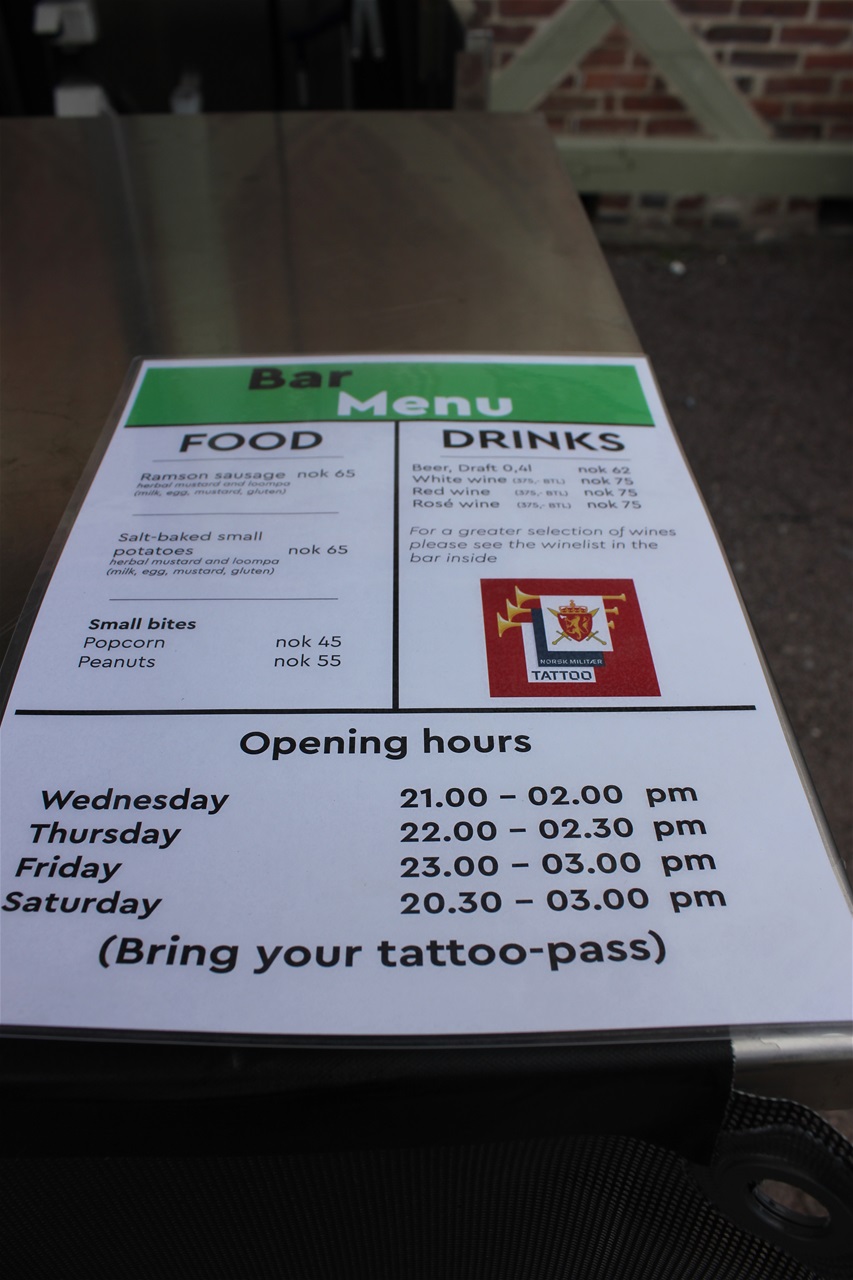 Bar
Menu
FOOD
Ramson sausage nok 65
herbal mustard and loompa
(milk, egg, mustard, gluten)
Salt-baked small
potatoes nok 65
herbal mustard and loompa
(milk, egg, mustard, gluten)
Small bites
Popcorn nok 45
Peanuts nok 55
DRINKS
Beer, Draft 0,4l nok 62
White wine (375,- BTL) nok 75
Red wine (375,- BTL) nok 75
Rosé wine (375,- BTL) nok 75
For a greater selection of wines
please see the winelist in the
bar inside
NORSK MILITÆR
TATTOO
Opening hours
Wednesday 21.00 – 02.00 pm
Thursday 22.00 – 02.30 pm
Friday 23.00 – 03.00 pm
Saturday 20.30 – 03.00 pm
(Bring your tattoo-pass)